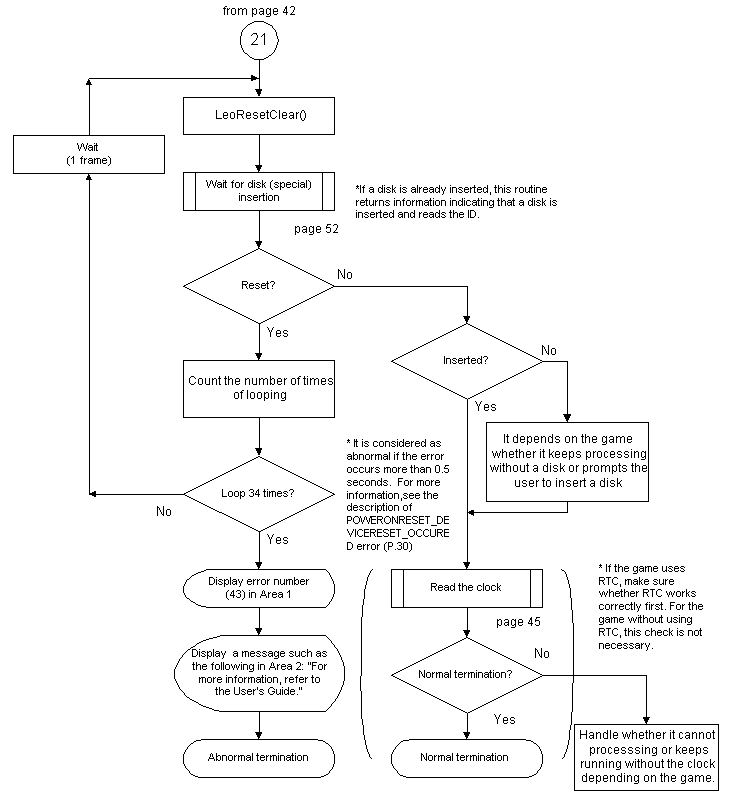 from page 42
21
LeoResetClear()
Wait
(1 frame)
Wait for disk (special)
insertion
*If a disk is already inserted, this routine
returns information indicating that a disk is
inserted and reads the ID.
page 52
Reset?
No
Yes
Inserted?
No
Yes
Count the number of times
of looping
It depends on the game
whether it keeps processing
without a disk or prompts the
user to insert a disk
* It is considered as
abnormal if the error
occurs more than 0.5
seconds.  For more
information,see the
description of
POWERONRESET_DE
VICERESET_OCCURE
D error (P.30)
Loop 34 times?
No
Yes
Display error number
(43) in Area 1
Read the clock
* If the game uses
RTC, make sure
whether RTC works
correctly first. For the
game without using
RTC, this check is not
necessary.
page 45
Display  a message such as
the following in Area 2: "For
more information, refer to
the User's Guide."
Normal termination?
No
Yes
Abnormal termination
Normal termination
Handle whether it cannot
processsing or keeps
running without the clock
depending on the game.